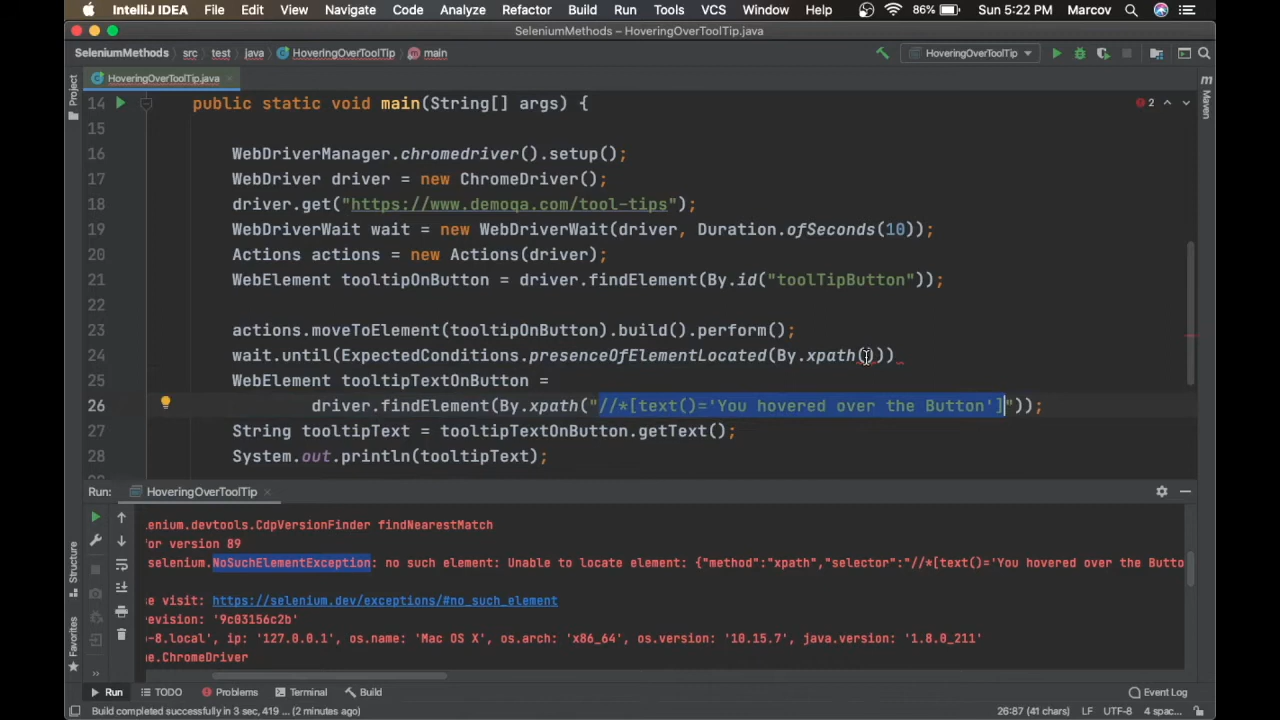 IntelliJ IDEA File Edit View Navigate Code Analyze Refactor Build Run Tools VCS Window Help 86% Sun 5:22 PM Marcov
SeleniumMethods – HoveringOverToolTip.java
SeleniumMethods src test java HoveringOverToolTip main HoveringOverToolTip
Project
HoveringOverToolTip.java
Maven
14 public static void main(String[] args) { 2
15
16 WebDriverManager.chromedriver().setup();
17 WebDriver driver = new ChromeDriver();
18 driver.get("https://www.demoqa.com/tool-tips");
19 WebDriverWait wait = new WebDriverWait(driver, Duration.ofSeconds(10));
20 Actions actions = new Actions(driver);
21 WebElement tooltipOnButton = driver.findElement(By.id("toolTipButton"));
22
23 actions.moveToElement(tooltipOnButton).build().perform();
24 wait.until(ExpectedConditions.presenceOfElementLocated(By.xpath()))
25 WebElement tooltipTextOnButton =
26 driver.findElement(By.xpath("//*[text()='You hovered over the Button']"));
27 String tooltipText = tooltipTextOnButton.getText();
28 System.out.println(tooltipText);
Run: HoveringOverToolTip
lenium.devtools.CdpVersionFinder findNearestMatch
for version 89
selenium.NoSuchElementException: no such element: Unable to locate element: {"method":"xpath","selector":"//*[text()='You hovered over the Butto
e visit: https://selenium.dev/exceptions/#no_such_element
evision: '9c03156c2b'
-8.local', ip: '127.0.0.1', os.name: 'Mac OS X', os.arch: 'x86_64', os.version: '10.15.7', java.version: '1.8.0_211'
me.ChromeDriver
Structure
Favorites
Run TODO Problems Terminal Build Event Log
Build completed successfully in 3 sec, 419 ... (2 minutes ago) 26:87 (41 chars) LF UTF-8 4 spac...